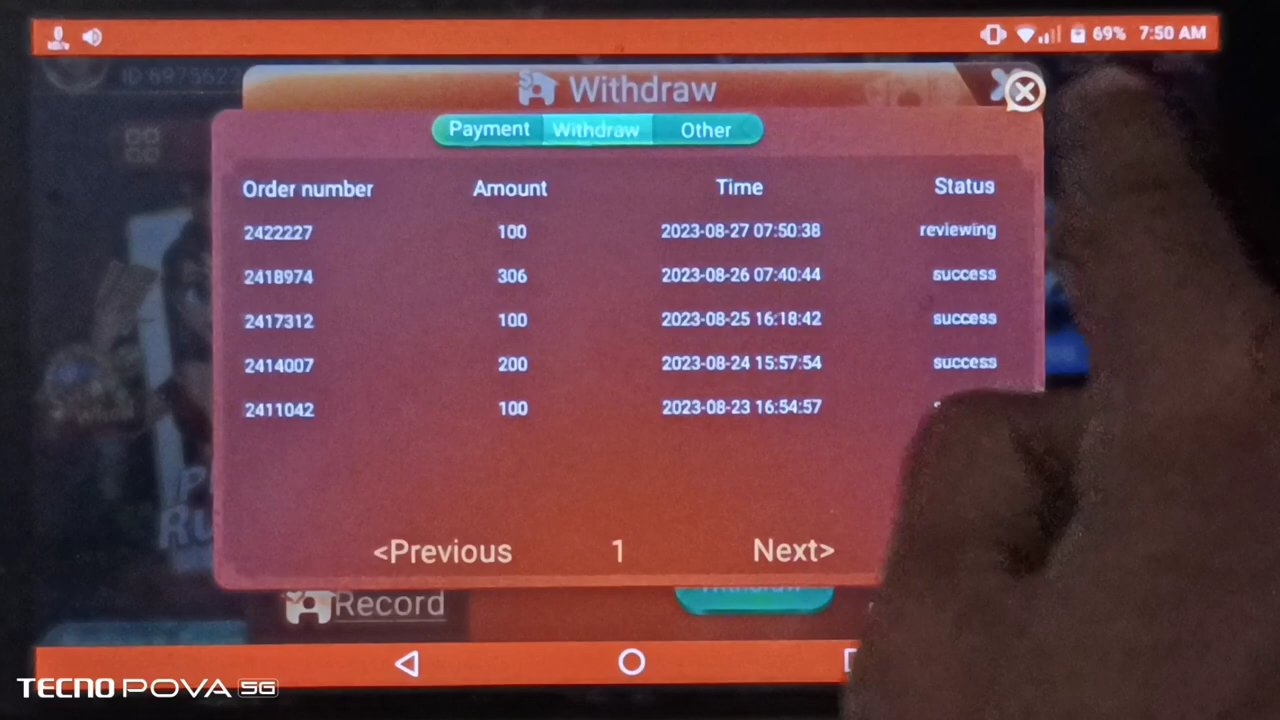 69% 7:50 AM
Withdraw
Payment Withdraw Other
Order number Amount Time Status
2422227 100 2023-08-27 07:50:38 reviewing
2418974 306 2023-08-26 07:40:44 success
2417312 100 2023-08-25 16:18:42 success
2414007 200 2023-08-24 15:57:54 success
2411042 100 2023-08-23 16:54:57
<Previous 1 Next>
Record
TECNO POVA 5G